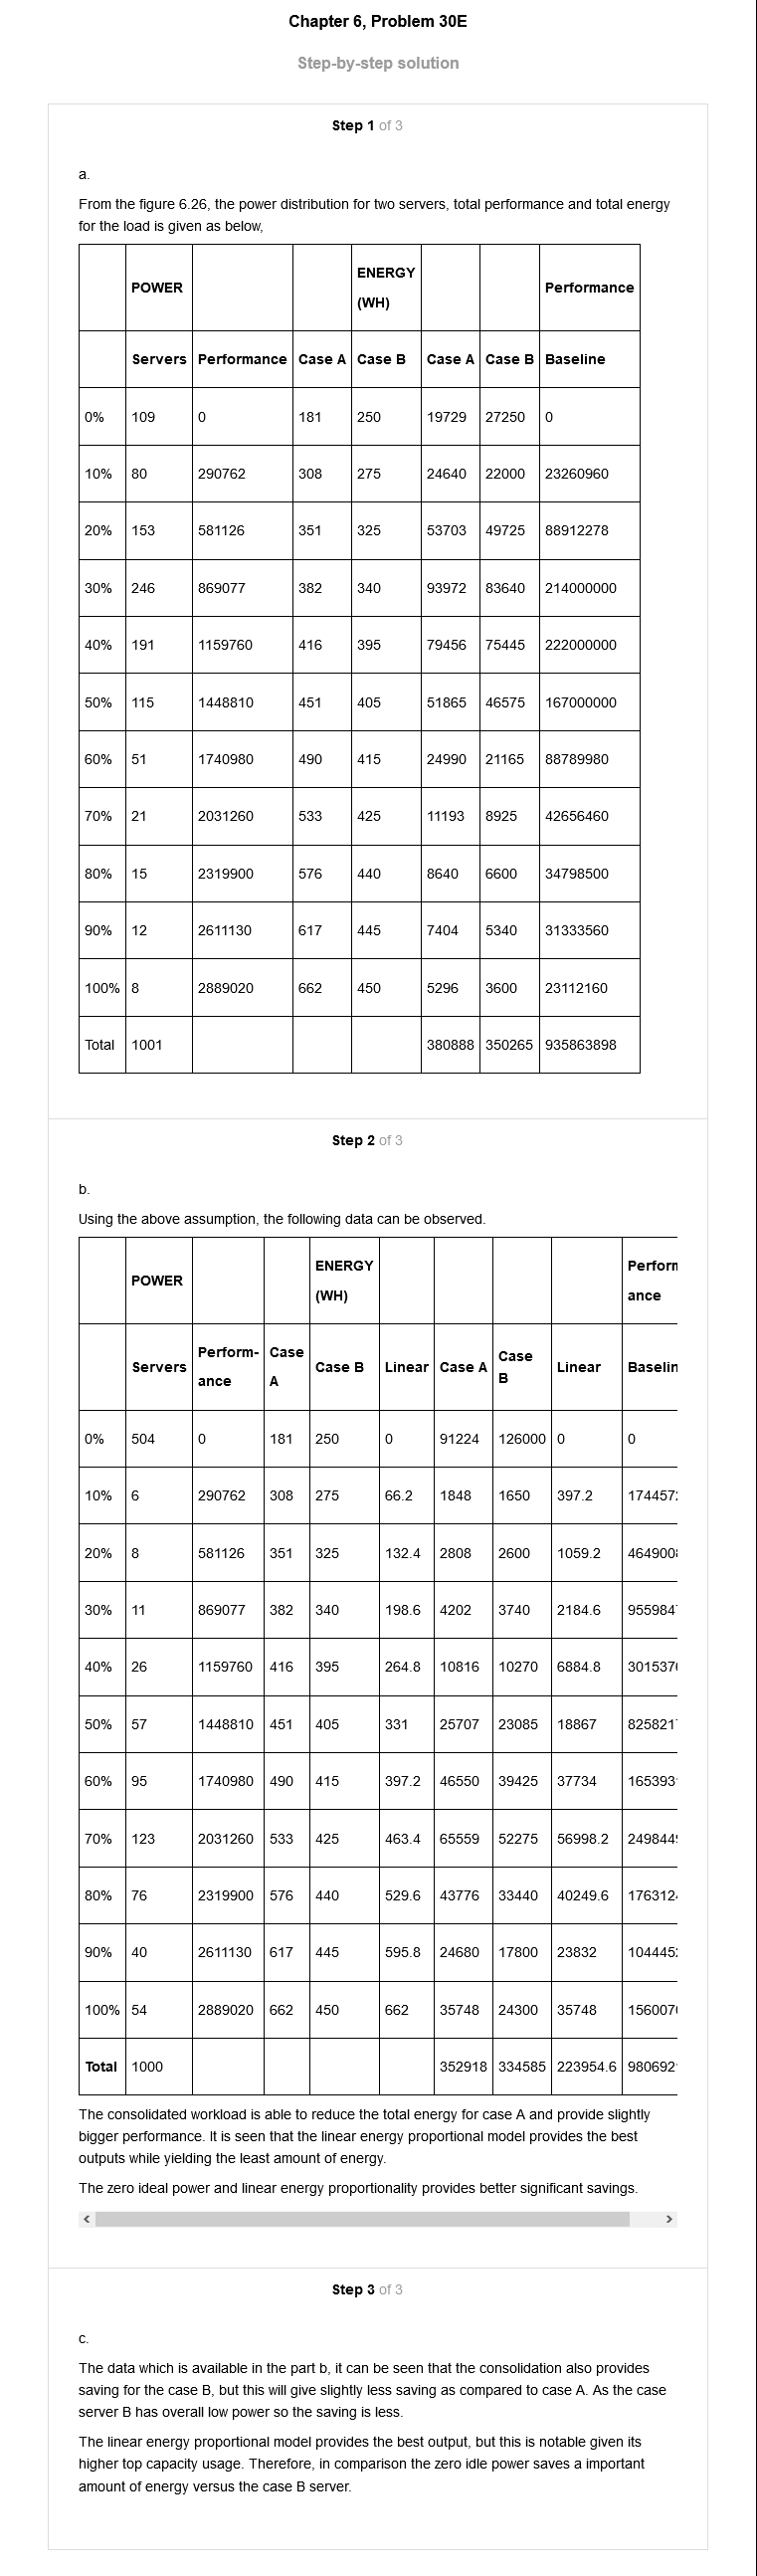 Chapter 6, Problem 30E
Step-by-step solution
Step 1 of 3
a.
From the figure 6.26, the power distribution for two servers, total performance and total energy
for the load is given as below,
POWER ENERGY (WH) Performance
Servers Performance Case A Case B Case A Case B Baseline
0% 109 0 181 250 19729 27250 0
10% 80 290762 308 275 24640 22000 23260960
20% 153 581126 351 325 53703 49725 88912278
30% 246 869077 382 340 93972 83640 214000000
40% 191 1159760 416 395 79456 75445 222000000
50% 115 1448810 451 405 51865 46575 167000000
60% 51 1740980 490 415 24990 21165 88789980
70% 21 2031260 533 425 11193 8925 42656460
80% 15 2319900 576 440 8640 6600 34798500
90% 12 2611130 617 445 7404 5340 31333560
100% 8 2889020 662 450 5296 3600 23112160
Total 1001 380888 350265 935863898
Step 2 of 3
b.
Using the above assumption, the following data can be observed.
POWER ENERGY (WH) Perform ance
Servers Perform- ance Case A Case B Linear Case A Case B Linear Baselin
0% 504 0 181 250 0 91224 126000 0 0
10% 6 290762 308 275 66.2 1848 1650 397.2 174457
20% 8 581126 351 325 132.4 2808 2600 1059.2 464900
30% 11 869077 382 340 198.6 4202 3740 2184.6 955984
40% 26 1159760 416 395 264.8 10816 10270 6884.8 301537
50% 57 1448810 451 405 331 25707 23085 18867 825821
60% 95 1740980 490 415 397.2 46550 39425 37734 165393
70% 123 2031260 533 425 463.4 65559 52275 56998.2 249844
80% 76 2319900 576 440 529.6 43776 33440 40249.6 176312
90% 40 2611130 617 445 595.8 24680 17800 23832 104445
100% 54 2889020 662 450 662 35748 24300 35748 156007
Total 1000 352918 334585 223954.6 980692
The consolidated workload is able to reduce the total energy for case A and provide slightly
bigger performance. It is seen that the linear energy proportional model provides the best
outputs while yielding the least amount of energy.
The zero ideal power and linear energy proportionality provides better significant savings.
Step 3 of 3
c.
The data which is available in the part b, it can be seen that the consolidation also provides
saving for the case B, but this will give slightly less saving as compared to case A. As the case
server B has overall low power so the saving is less.
The linear energy proportional model provides the best output, but this is notable given its
higher top capacity usage. Therefore, in comparison the zero idle power saves a important
amount of energy versus the case B server.